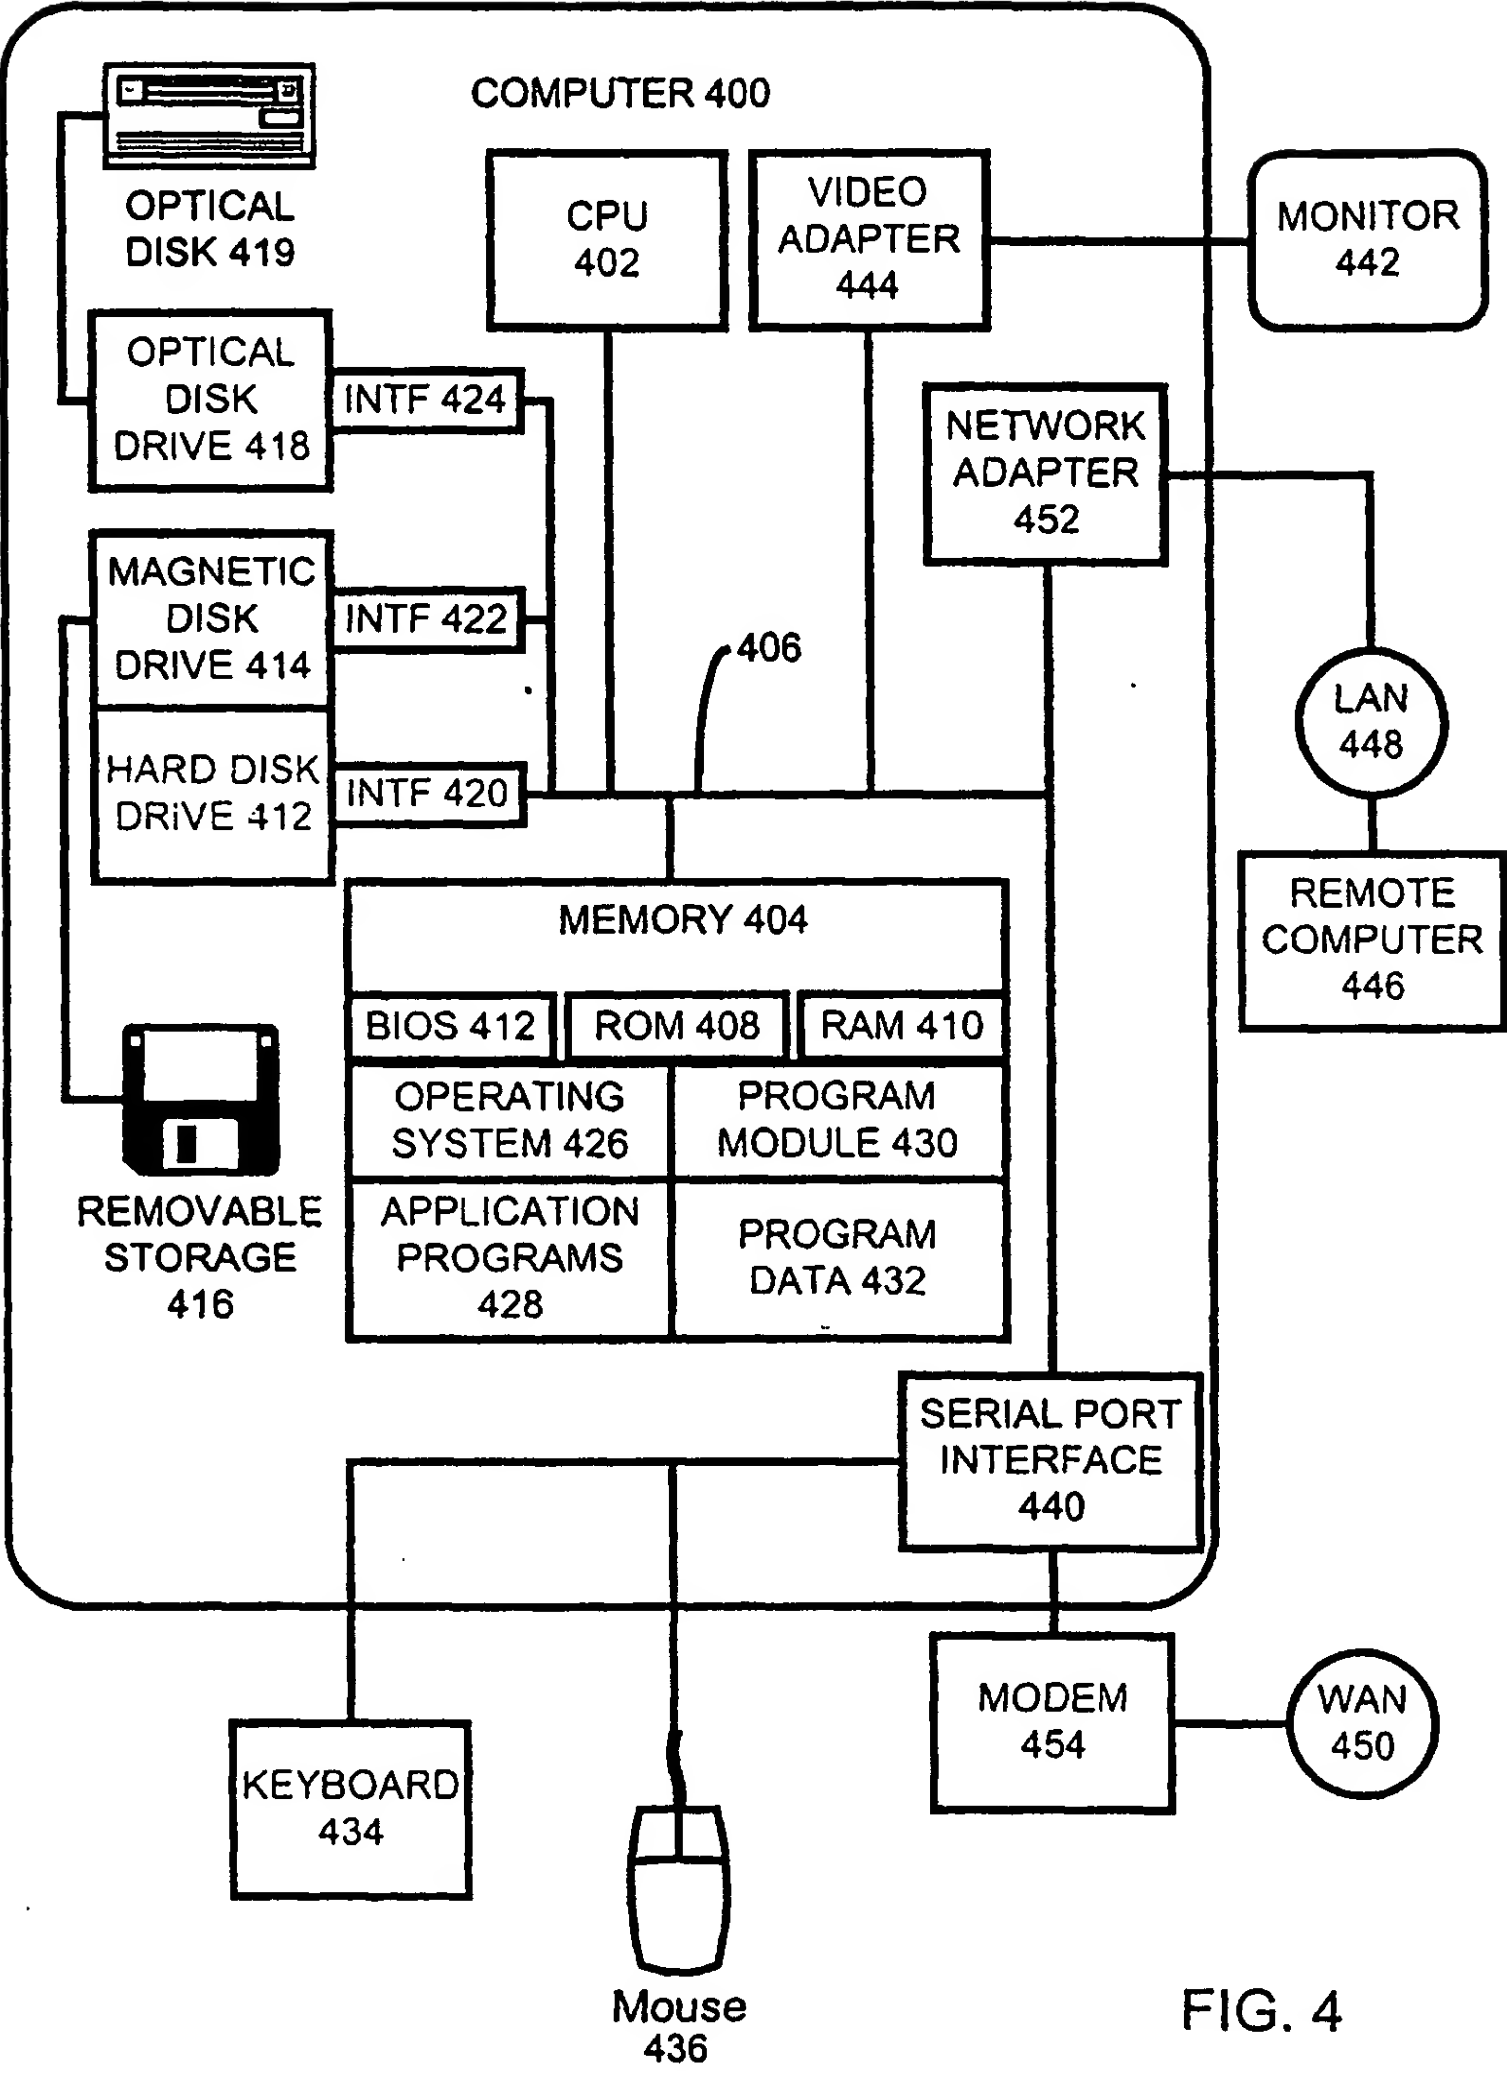 COMPUTER 400
OPTICAL
DISK 419
CPU
402
VIDEO
ADAPTER
444
MONITOR
442
OPTICAL
DISK
DRIVE 418
INTF 424
NETWORK
ADAPTER
452
MAGNETIC
DISK
DRIVE 414
INTF 422
406
LAN
448
HARD DISK
DRiVE 412
INTF 420
REMOTE
COMPUTER
446
MEMORY 404
BIOS 412
ROM 408
RAM 410
OPERATING
SYSTEM 426
PROGRAM
MODULE 430
REMOVABLE
STORAGE
416
APPLICATION
PROGRAMS
428
PROGRAM
DATA 432
SERIAL PORT
INTERFACE
440
MODEM
454
WAN
450
KEYBOARD
434
Mouse
436
FIG. 4